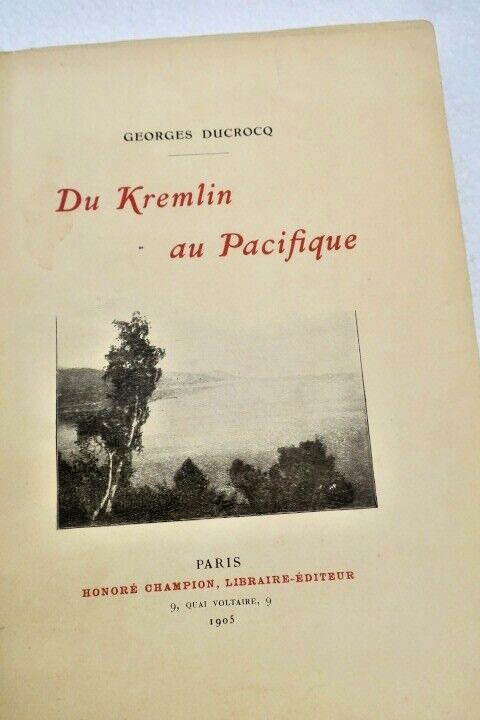 GEORGES DUCROCQ
Du Kremlin
au Pacifique
PARIS
HONORÉ CHAMPION, LIBRAIRE-ÉDITEUR
9, QUAI VOLTAIRE, 9
1905